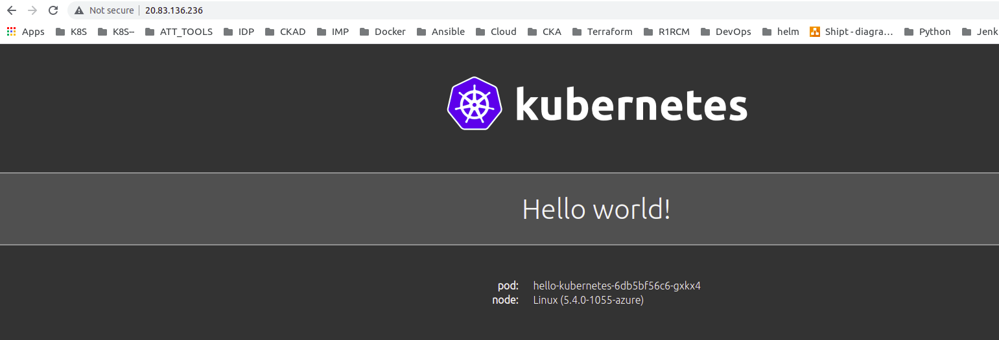 Not secure 20.83.136.236
Apps K8S K8S-- ATT_TOOLS IDP CKAD IMP Docker Ansible Cloud CKA Terraform R1RCM DevOps helm Shipt - diagra… Python Jenk
kubernetes
Hello world!
pod: hello-kubernetes-6db5bf56c6-gxkx4
node: Linux (5.4.0-1055-azure)